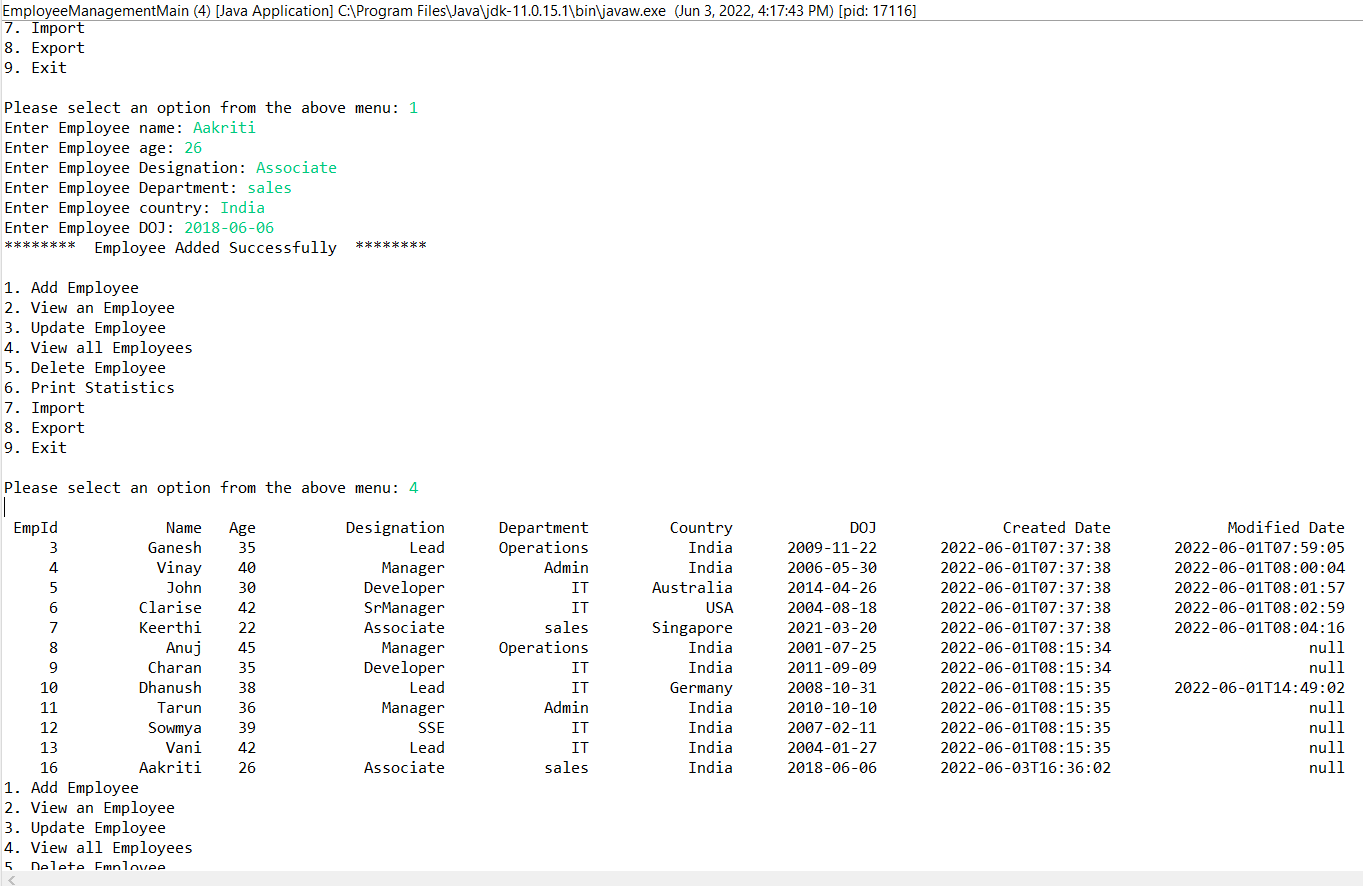 EmployeeManagementMain (4) [Java Application] C:\Program Files\Java\jdk-11.0.15.1\bin\javaw.exe (Jun 3, 2022, 4:17:43 PM) [pid: 17116]
7. Import
8. Export
9. Exit
Please select an option from the above menu: 1
Enter Employee name: Aakriti
Enter Employee age: 26
Enter Employee Designation: Associate
Enter Employee Department: sales
Enter Employee country: India
Enter Employee DOJ: 2018-06-06
******** Employee Added Successfully ********
1. Add Employee
2. View an Employee
3. Update Employee
4. View all Employees
5. Delete Employee
6. Print Statistics
7. Import
8. Export
9. Exit
Please select an option from the above menu: 4
EmpId Name Age Designation Department Country DOJ Created Date Modified Date
3 Ganesh 35 Lead Operations India 2009-11-22 2022-06-01T07:37:38 2022-06-01T07:59:05
4 Vinay 40 Manager Admin India 2006-05-30 2022-06-01T07:37:38 2022-06-01T08:00:04
5 John 30 Developer IT Australia 2014-04-26 2022-06-01T07:37:38 2022-06-01T08:01:57
6 Clarise 42 SrManager IT USA 2004-08-18 2022-06-01T07:37:38 2022-06-01T08:02:59
7 Keerthi 22 Associate sales Singapore 2021-03-20 2022-06-01T07:37:38 2022-06-01T08:04:16
8 Anuj 45 Manager Operations India 2001-07-25 2022-06-01T08:15:34 null
9 Charan 35 Developer IT India 2011-09-09 2022-06-01T08:15:34 null
10 Dhanush 38 Lead IT Germany 2008-10-31 2022-06-01T08:15:35 2022-06-01T14:49:02
11 Tarun 36 Manager Admin India 2010-10-10 2022-06-01T08:15:35 null
12 Sowmya 39 SSE IT India 2007-02-11 2022-06-01T08:15:35 null
13 Vani 42 Lead IT India 2004-01-27 2022-06-01T08:15:35 null
16 Aakriti 26 Associate sales India 2018-06-06 2022-06-03T16:36:02 null
1. Add Employee
2. View an Employee
3. Update Employee
4. View all Employees
5. Delete Employee